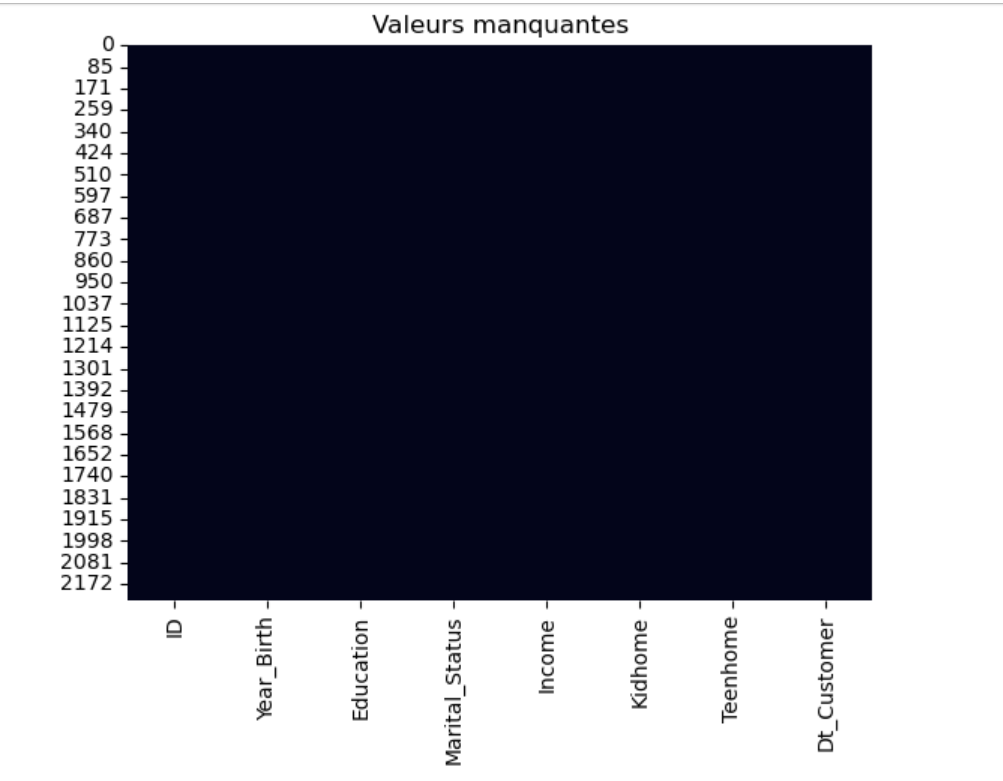 Valeurs manquantes
0
85
171
259
340
424
510
597
687
773
860
950
1037
1125
1214
1301
1392
1479
1568
1652
1740
1831
1915
1998
2081
2172
ID
Year_Birth
Education
Marital_Status
Income
Kidhome
Teenhome
Dt_Customer